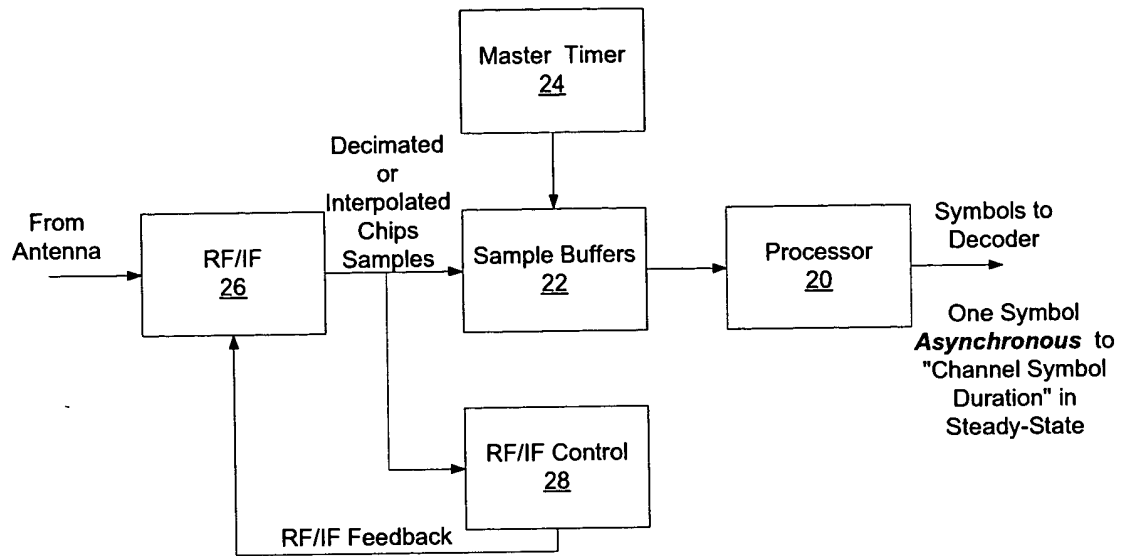 Master Timer
24
Decimated
or
Interpolated
Chips
Samples
From
Antenna
RF/IF
26
Sample Buffers
22
Processor
20
Symbols to
Decoder
One Symbol
Asynchronous to
"Channel Symbol
Duration" in
Steady-State
RF/IF Control
28
RF/IF Feedback